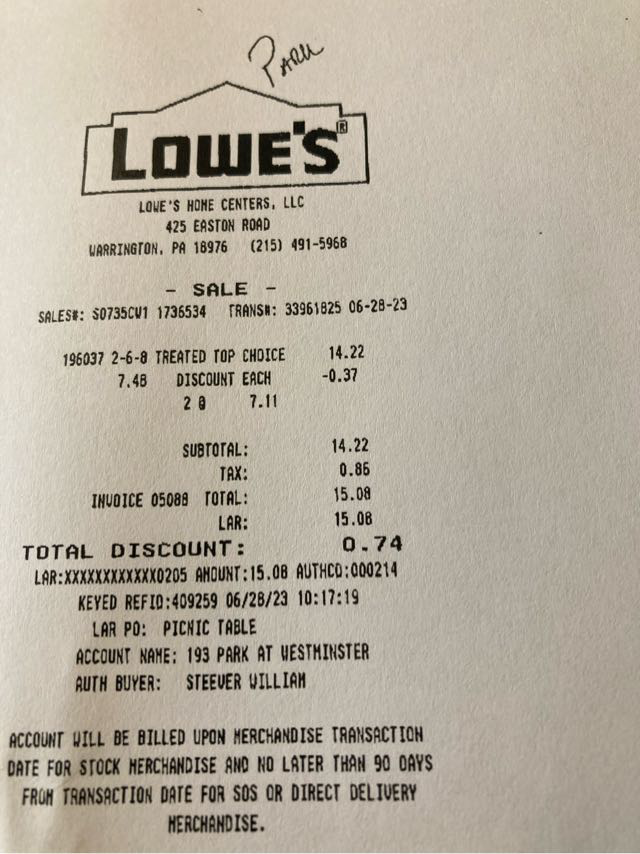 PARK
LOWE'S®
LOWE'S HOME CENTERS, LLC
425 EASTON ROAD
WARRINGTON, PA 18976 (215) 491-5968
- SALE -
SALES#: S0735CW1 1736534 TRANS#: 33961825 06-28-23
196037 2-6-8 TREATED TOP CHOICE 14.22
7.48 DISCOUNT EACH -0.37
2 @ 7.11
SUBTOTAL: 14.22
TAX: 0.86
INVOICE 05088 TOTAL: 15.08
LAR: 15.08
TOTAL DISCOUNT: 0.74
LAR:XXXXXXXXXXXX0205 AMOUNT:15.08 AUTHCD:000214
KEYED REFID:409259 06/28/23 10:17:19
LAR PO: PICNIC TABLE
ACCOUNT NAME: 193 PARK AT WESTMINSTER
AUTH BUYER: STEEVER WILLIAM
ACCOUNT WILL BE BILLED UPON MERCHANDISE TRANSACTION
DATE FOR STOCK MERCHANDISE AND NO LATER THAN 90 DAYS
FROM TRANSACTION DATE FOR SOS OR DIRECT DELIVERY
MERCHANDISE.